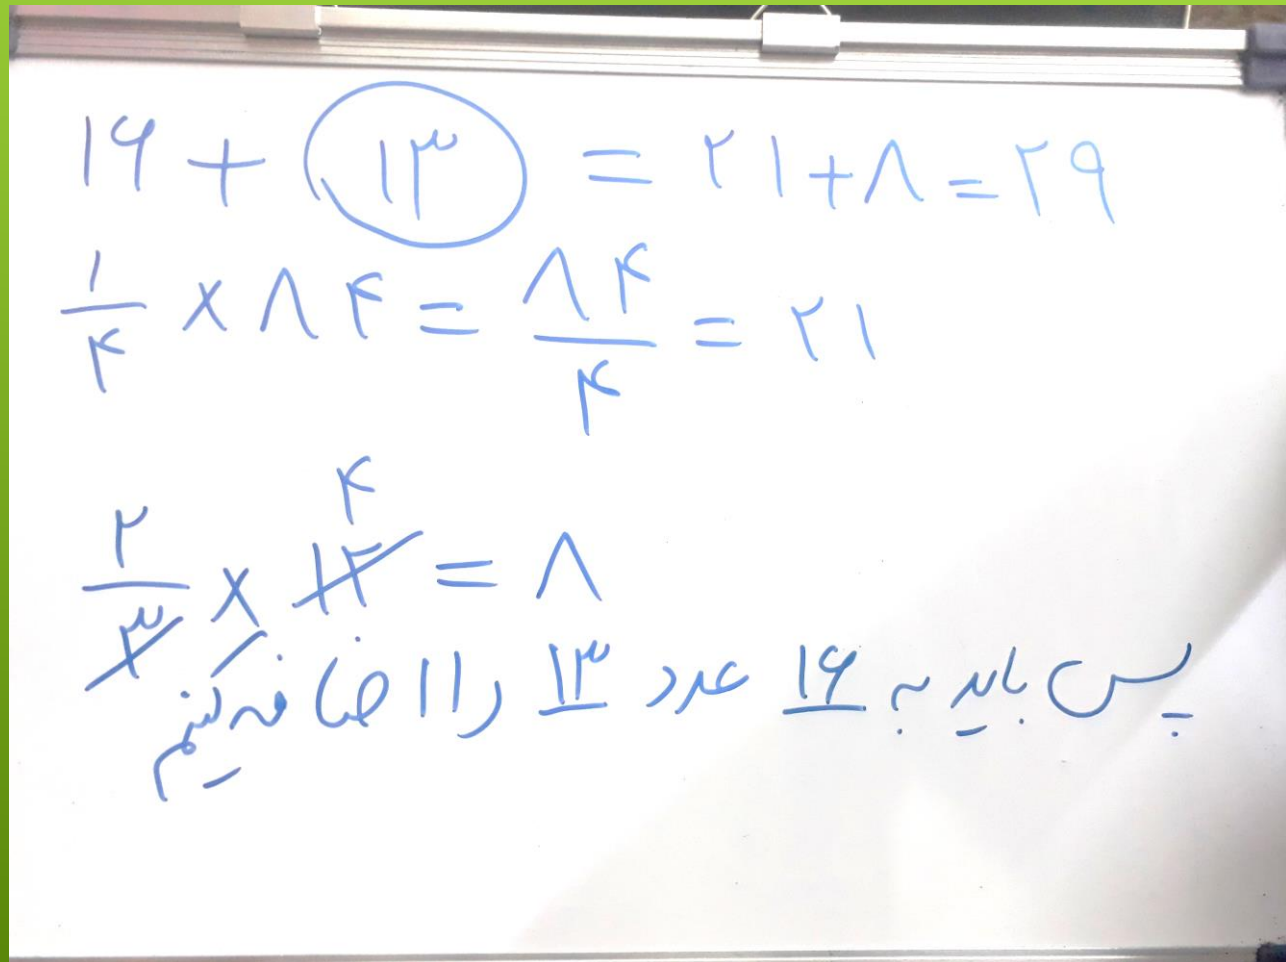 ۱۶ + ۱۳ = ۲۱ + ۸ = ۲۹
۱/۴ × ۸۴ = ۸۴/۴ = ۲۱
۴
۲/۳ × ۱۲ = ۸
پس باید به ۱۶ عدد ۱۳ را اضافه کنیم